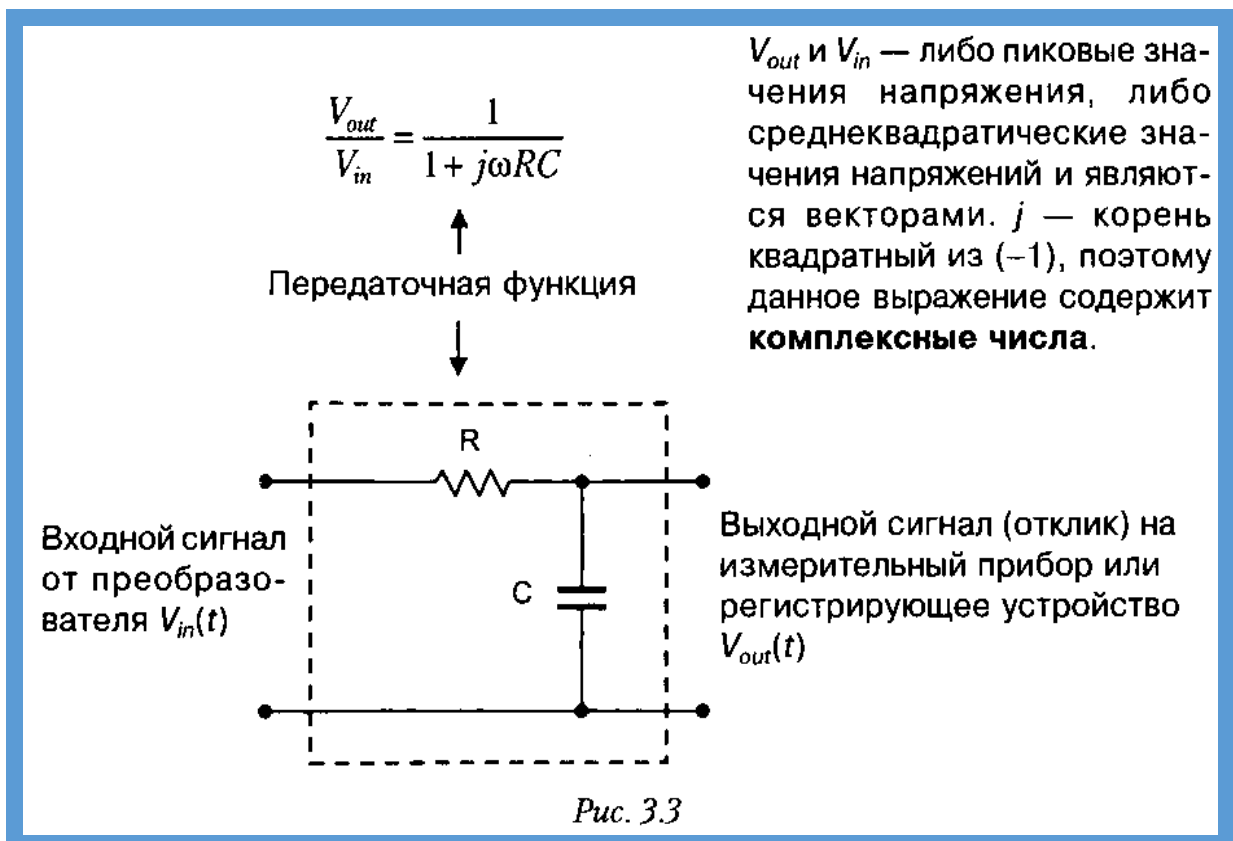 V_out / V_in = 1 / (1 + jωRC)
V_out и V_in — либо пиковые зна-
чения напряжения, либо
среднеквадратические зна-
чения напряжений и являют-
ся векторами. j — корень
квадратный из (−1), поэтому
данное выражение содержит
комплексные числа.
Передаточная функция
R
C
Входной сигнал
от преобразо-
вателя V_in(t)
Выходной сигнал (отклик) на
измерительный прибор или
регистрирующее устройство
V_out(t)
Рис. 3.3